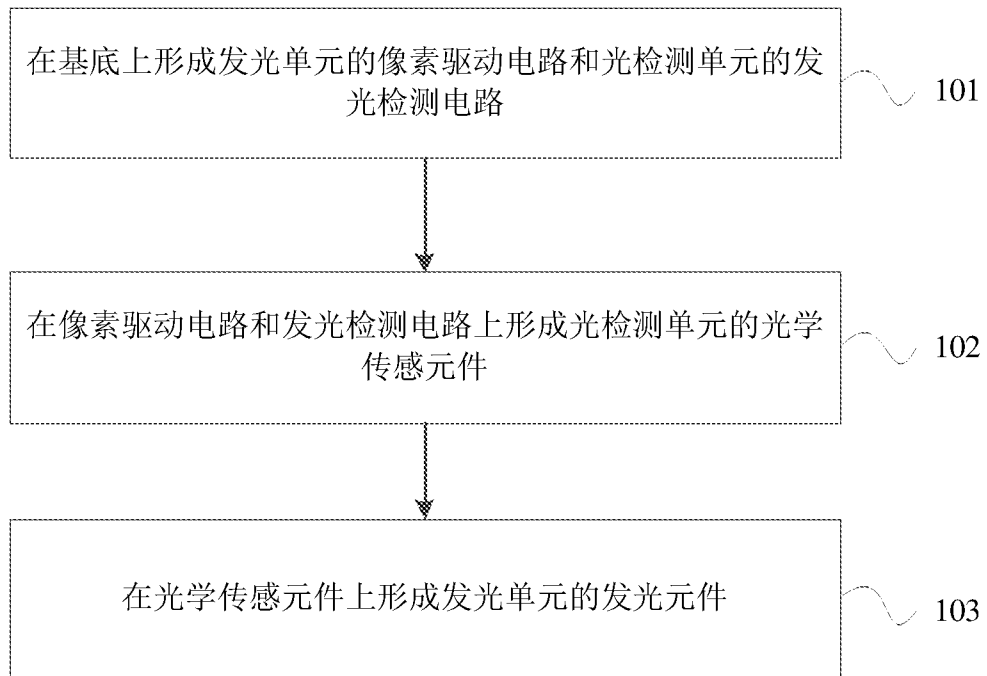 在基底上形成发光单元的像素驱动电路和光检测单元的发
光检测电路
101
在像素驱动电路和发光检测电路上形成光检测单元的光学
传感元件
102
在光学传感元件上形成发光单元的发光元件
103